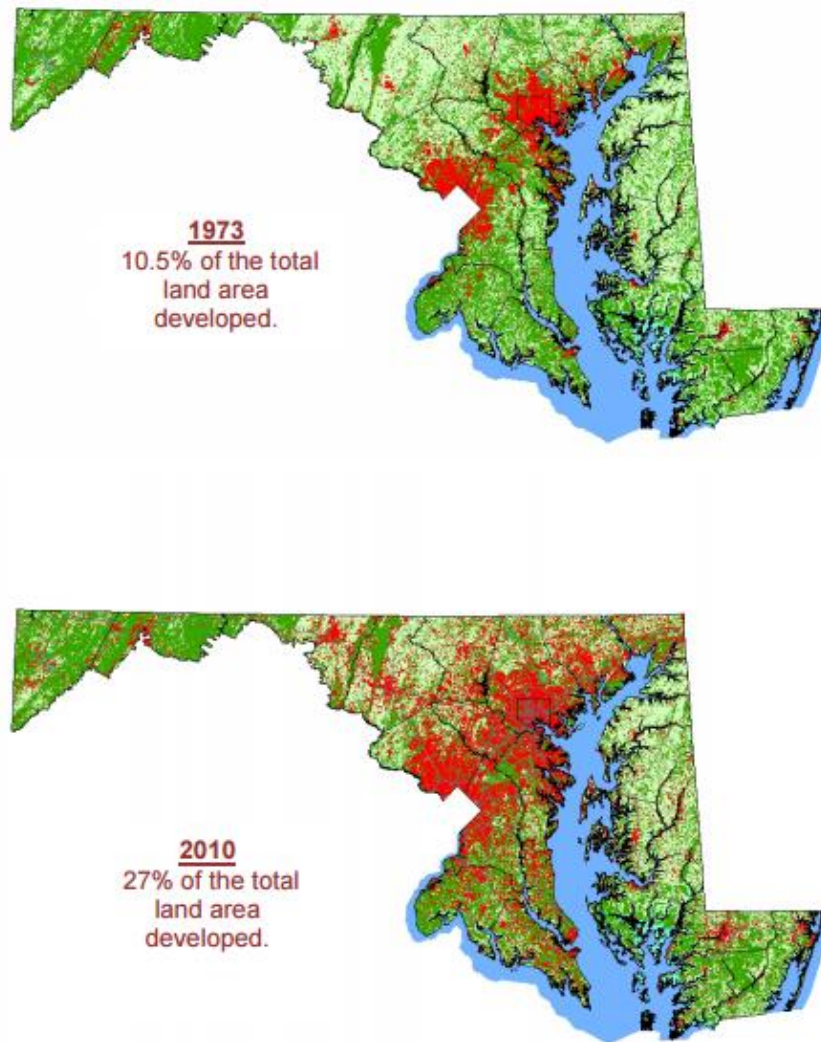 1973
10.5% of the total
land area
developed.
2010
27% of the total
land area
developed.